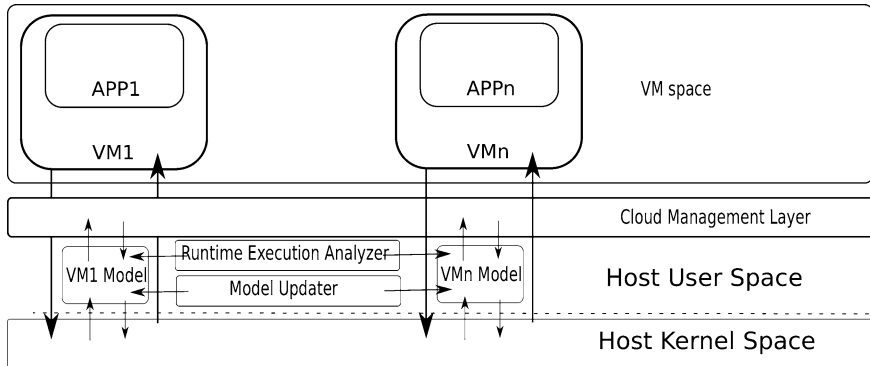 APP1
APPn
VM space
VM1
VMn
Cloud Management Layer
Runtime Execution Analyzer
VM1 Model
VMn Model
Host User Space
Model Updater
Host Kernel Space